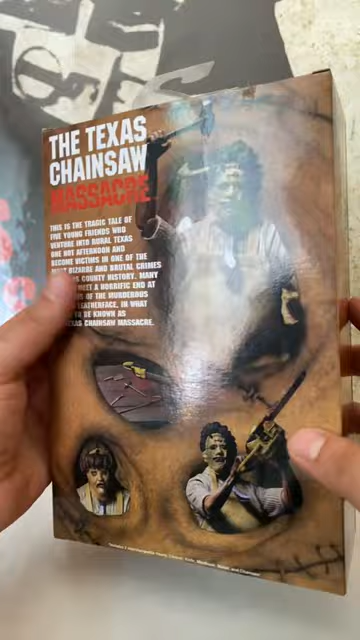 THE TEXAS
CHAINSAW
MASSACRE
THIS IS THE TRAGIC TALE OF
FIVE YOUNG FRIENDS WHO
VENTURE INTO RURAL TEXAS
ONE HOT AFTERNOON AND
BECOME VICTIMS IN ONE OF THE
MOST BIZARRE AND BRUTAL CRIMES
COUNTY HISTORY. MANY
MEET A HORRIFIC END AT
OF THE MURDEROUS
LEATHERFACE, IN WHAT
TO BE KNOWN AS
TEXAS CHAINSAW MASSACRE.